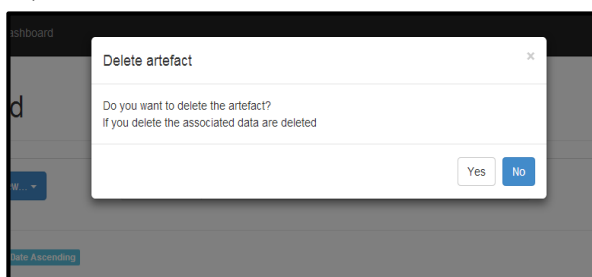 ashboard
Delete artefact
×
d
Do you want to delete the artefact?
If you delete the associated data are deleted
Yes No
w...
Date Ascending